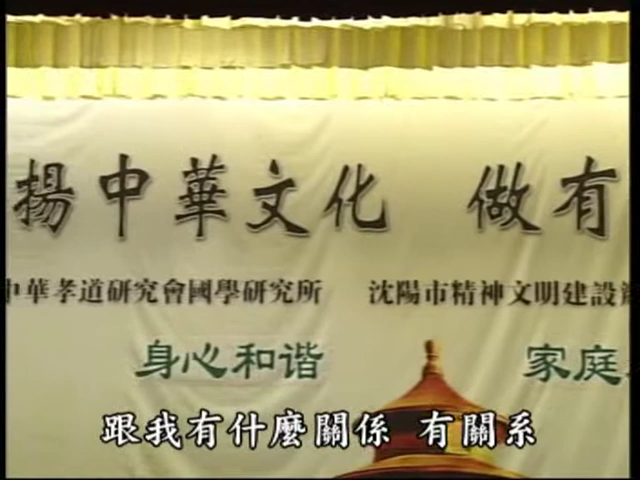 揚中華文化 做有
中華孝道研究會國學研究所 沈陽市精神文明建設
身心和谐 家庭
跟我有什麼關係 有關系